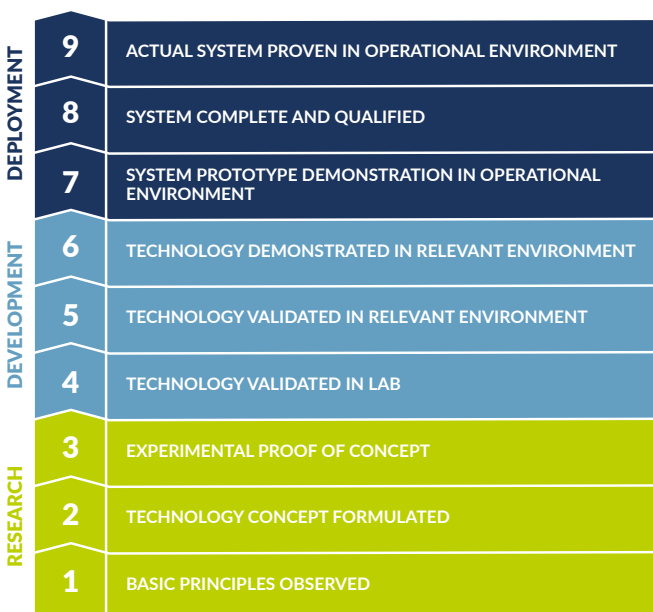 DEPLOYMENT
9
ACTUAL SYSTEM PROVEN IN OPERATIONAL ENVIRONMENT
8
SYSTEM COMPLETE AND QUALIFIED
7
SYSTEM PROTOTYPE DEMONSTRATION IN OPERATIONAL
ENVIRONMENT
DEVELOPMENT
6
TECHNOLOGY DEMONSTRATED IN RELEVANT ENVIRONMENT
5
TECHNOLOGY VALIDATED IN RELEVANT ENVIRONMENT
4
TECHNOLOGY VALIDATED IN LAB
RESEARCH
3
EXPERIMENTAL PROOF OF CONCEPT
2
TECHNOLOGY CONCEPT FORMULATED
1
BASIC PRINCIPLES OBSERVED